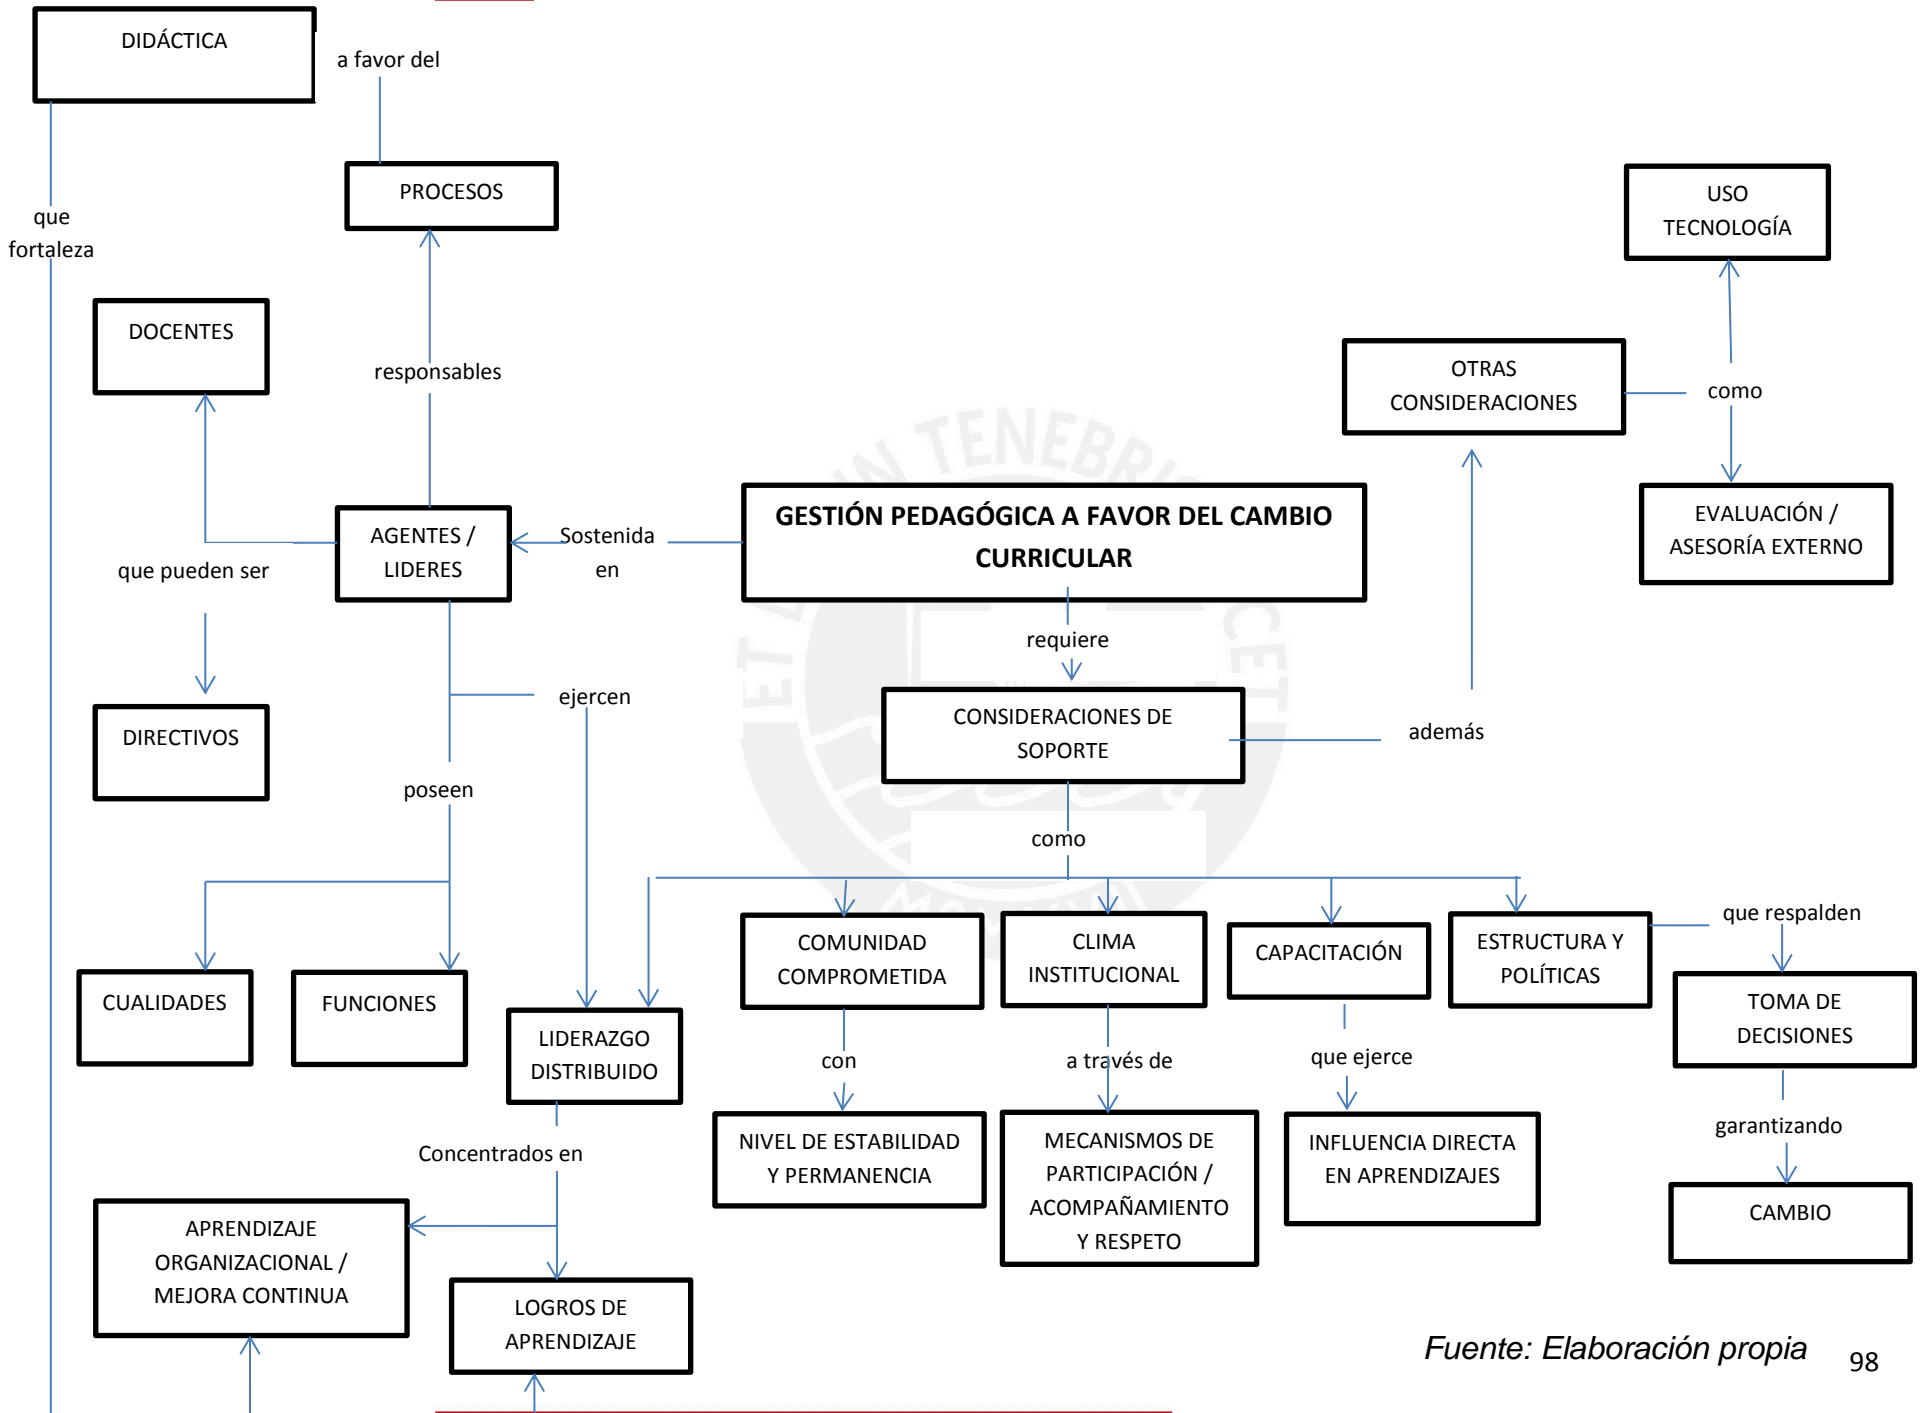 DIDÁCTICA
a favor del
PROCESOS
que
fortaleza
USO
TECNOLOGÍA
DOCENTES
responsables
OTRAS
CONSIDERACIONES
como
GESTIÓN PEDAGÓGICA A FAVOR DEL CAMBIO
CURRICULAR
EVALUACIÓN /
ASESORÍA EXTERNO
AGENTES /
LIDERES
Sostenida
en
que pueden ser
requiere
ejercen
DIRECTIVOS
CONSIDERACIONES DE
SOPORTE
además
poseen
como
COMUNIDAD
COMPROMETIDA
CLIMA
INSTITUCIONAL
CAPACITACIÓN
ESTRUCTURA Y
POLÍTICAS
que respalden
CUALIDADES
FUNCIONES
LIDERAZGO
DISTRIBUIDO
TOMA DE
DECISIONES
con
a través de
que ejerce
garantizando
Concentrados en
NIVEL DE ESTABILIDAD
Y PERMANENCIA
MECANISMOS DE
PARTICIPACIÓN /
ACOMPAÑAMIENTO
Y RESPETO
INFLUENCIA DIRECTA
EN APRENDIZAJES
CAMBIO
APRENDIZAJE
ORGANIZACIONAL /
MEJORA CONTINUA
LOGROS DE
APRENDIZAJE
Fuente: Elaboración propia
98